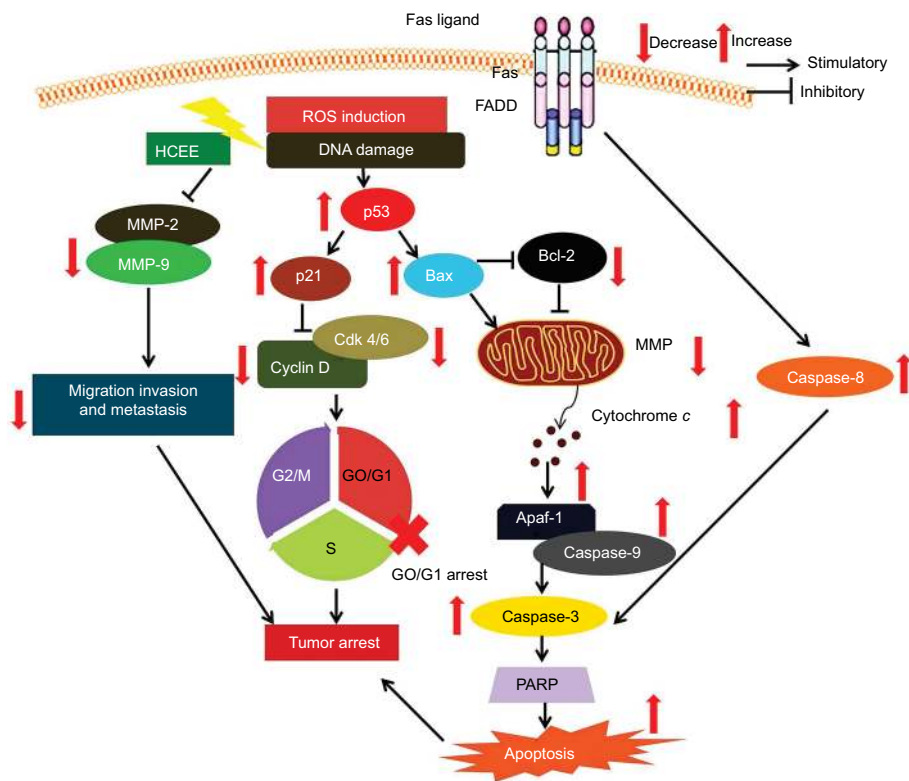 Fas ligand
Decrease
Increase
Stimulatory
Inhibitory
Fas
FADD
ROS induction
DNA damage
HCEE
p53
MMP-2
MMP-9
p21
Bax
Bcl-2
Cdk 4/6
Cyclin D
MMP
Caspase-8
Migration invasion
and metastasis
Cytochrome c
G2/M
GO/G1
S
GO/G1 arrest
Apaf-1
Caspase-9
Caspase-3
Tumor arrest
PARP
Apoptosis